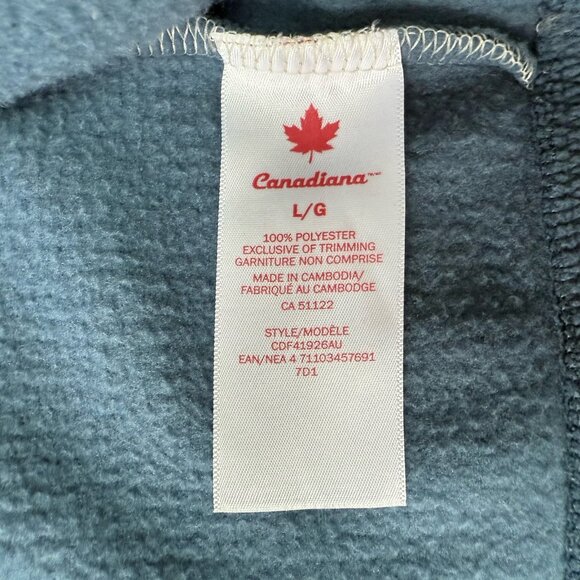 Canadiana
L/G
100% POLYESTER
EXCLUSIVE OF TRIMMING
GARNITURE NON COMPRISE
MADE IN CAMBODIA/
FABRIQUÉ AU CAMBODGE
CA 51122
STYLE/MODÈLE
CDF41926AU
EAN/NEA 4 71103457691
7D1